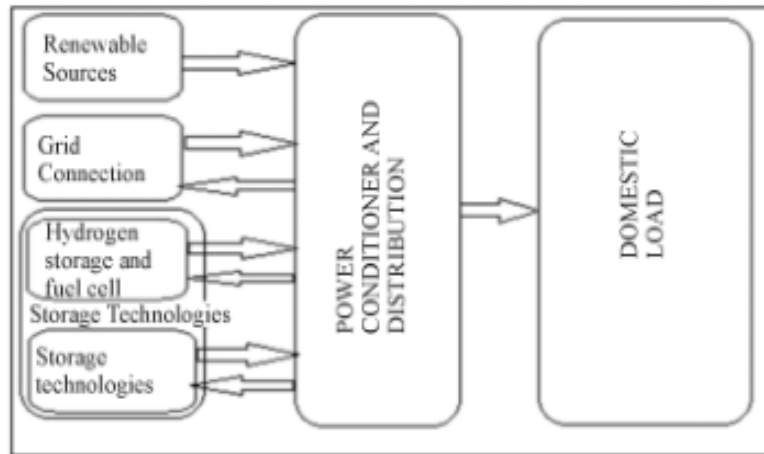 Renewable
Sources
Grid
Connection
Hydrogen
storage and
fuel cell
Storage Technologies
Storage
technologies
POWER
CONDITIONER AND
DISTRIBUTION
DOMESTIC
LOAD